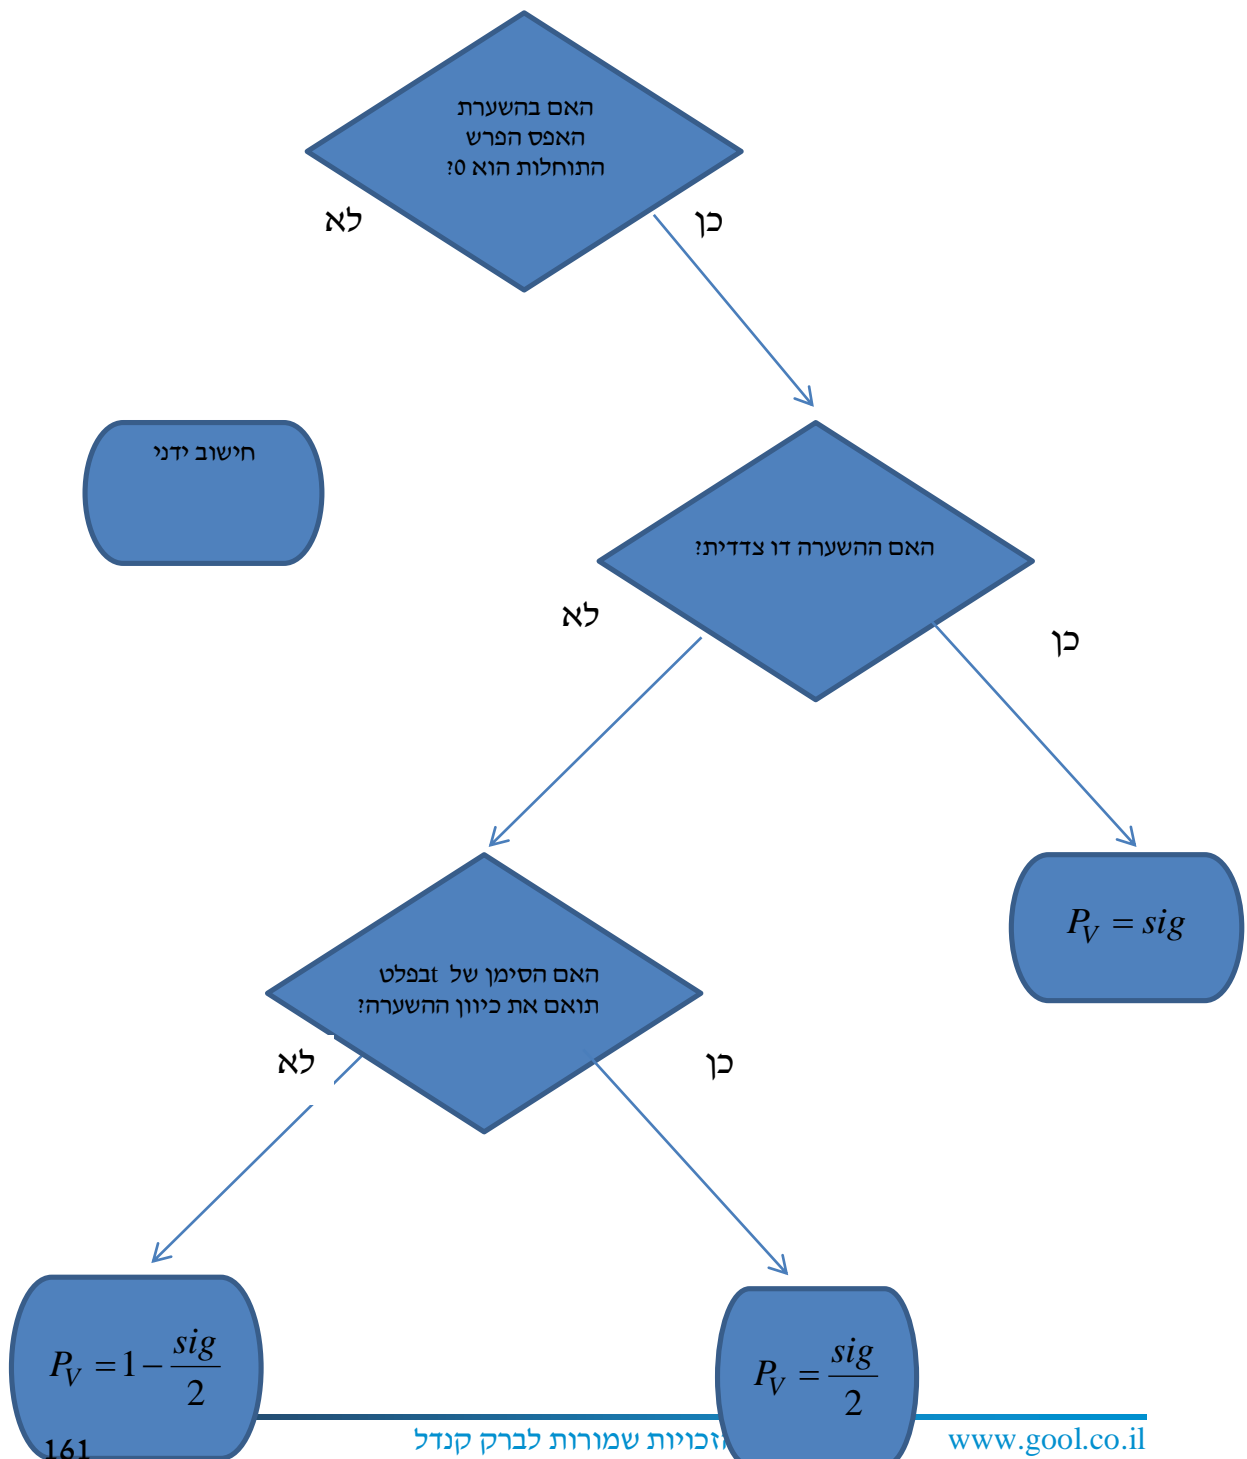 האם בהשערת
האפס הפרש
התוחלות הוא 0?
לא
כן
חישוב ידני
האם ההשערה דו צדדית?
לא
כן
P_V = sig
האם הסימן של tבפלט
תואם את כיוון ההשערה?
לא
כן
P_V = 1 - sig/2
P_V = sig/2
161
הזכויות שמורות לברק קנדל
www.gool.co.il